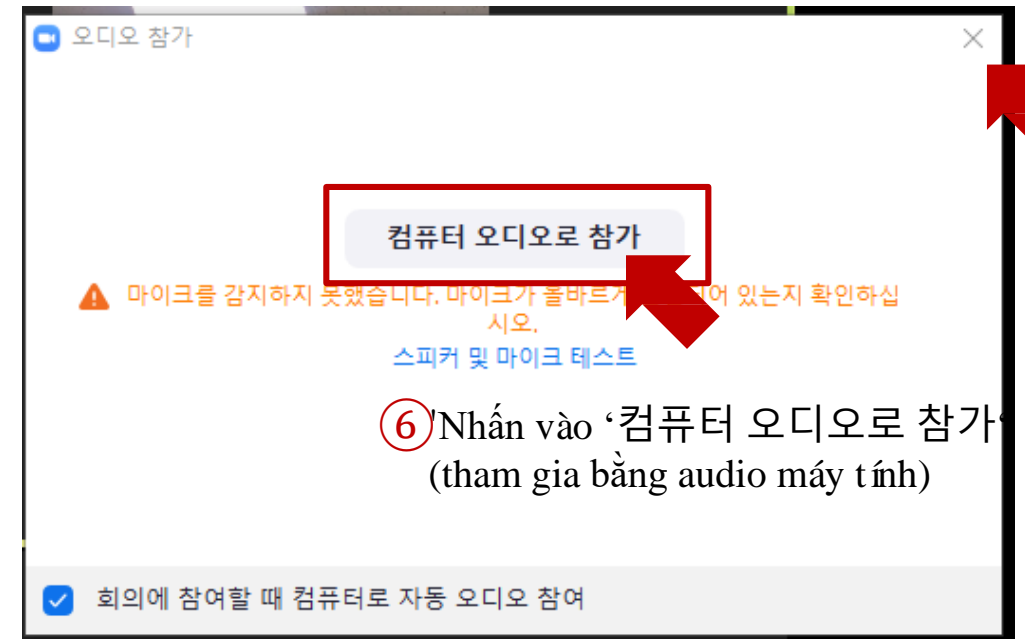 오디오 참가
컴퓨터 오디오로 참가
마이크를 감지하지 못했습니다. 마이크가 올바르 어 있는지 확인하십
시오.
스피커 및 마이크 테스트
⑥'Nhấn vào ‘컴퓨터 오디오로 참가‘
(tham gia bằng audio máy tính)
회의에 참여할 때 컴퓨터로 자동 오디오 참여